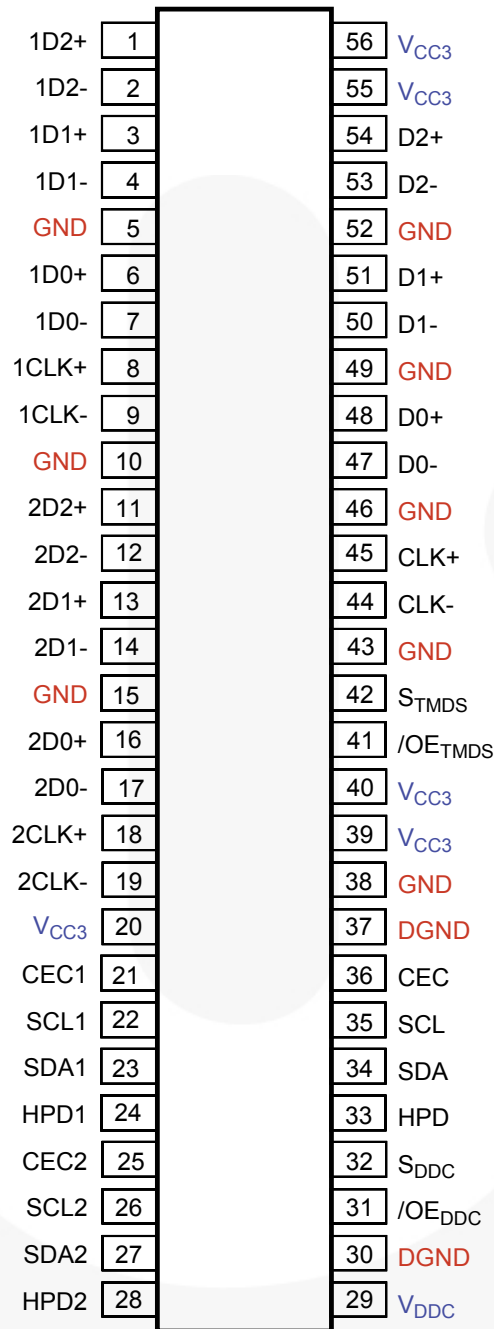 1D2+ 1 56 VCC3
1D2- 2 55 VCC3
1D1+ 3 54 D2+
1D1- 4 53 D2-
GND 5 52 GND
1D0+ 6 51 D1+
1D0- 7 50 D1-
1CLK+ 8 49 GND
1CLK- 9 48 D0+
GND 10 47 D0-
2D2+ 11 46 GND
2D2- 12 45 CLK+
2D1+ 13 44 CLK-
2D1- 14 43 GND
GND 15 42 STMDS
2D0+ 16 41 /OETMDS
2D0- 17 40 VCC3
2CLK+ 18 39 VCC3
2CLK- 19 38 GND
VCC3 20 37 DGND
CEC1 21 36 CEC
SCL1 22 35 SCL
SDA1 23 34 SDA
HPD1 24 33 HPD
CEC2 25 32 SDDC
SCL2 26 31 /OEDDC
SDA2 27 30 DGND
HPD2 28 29 VDDC